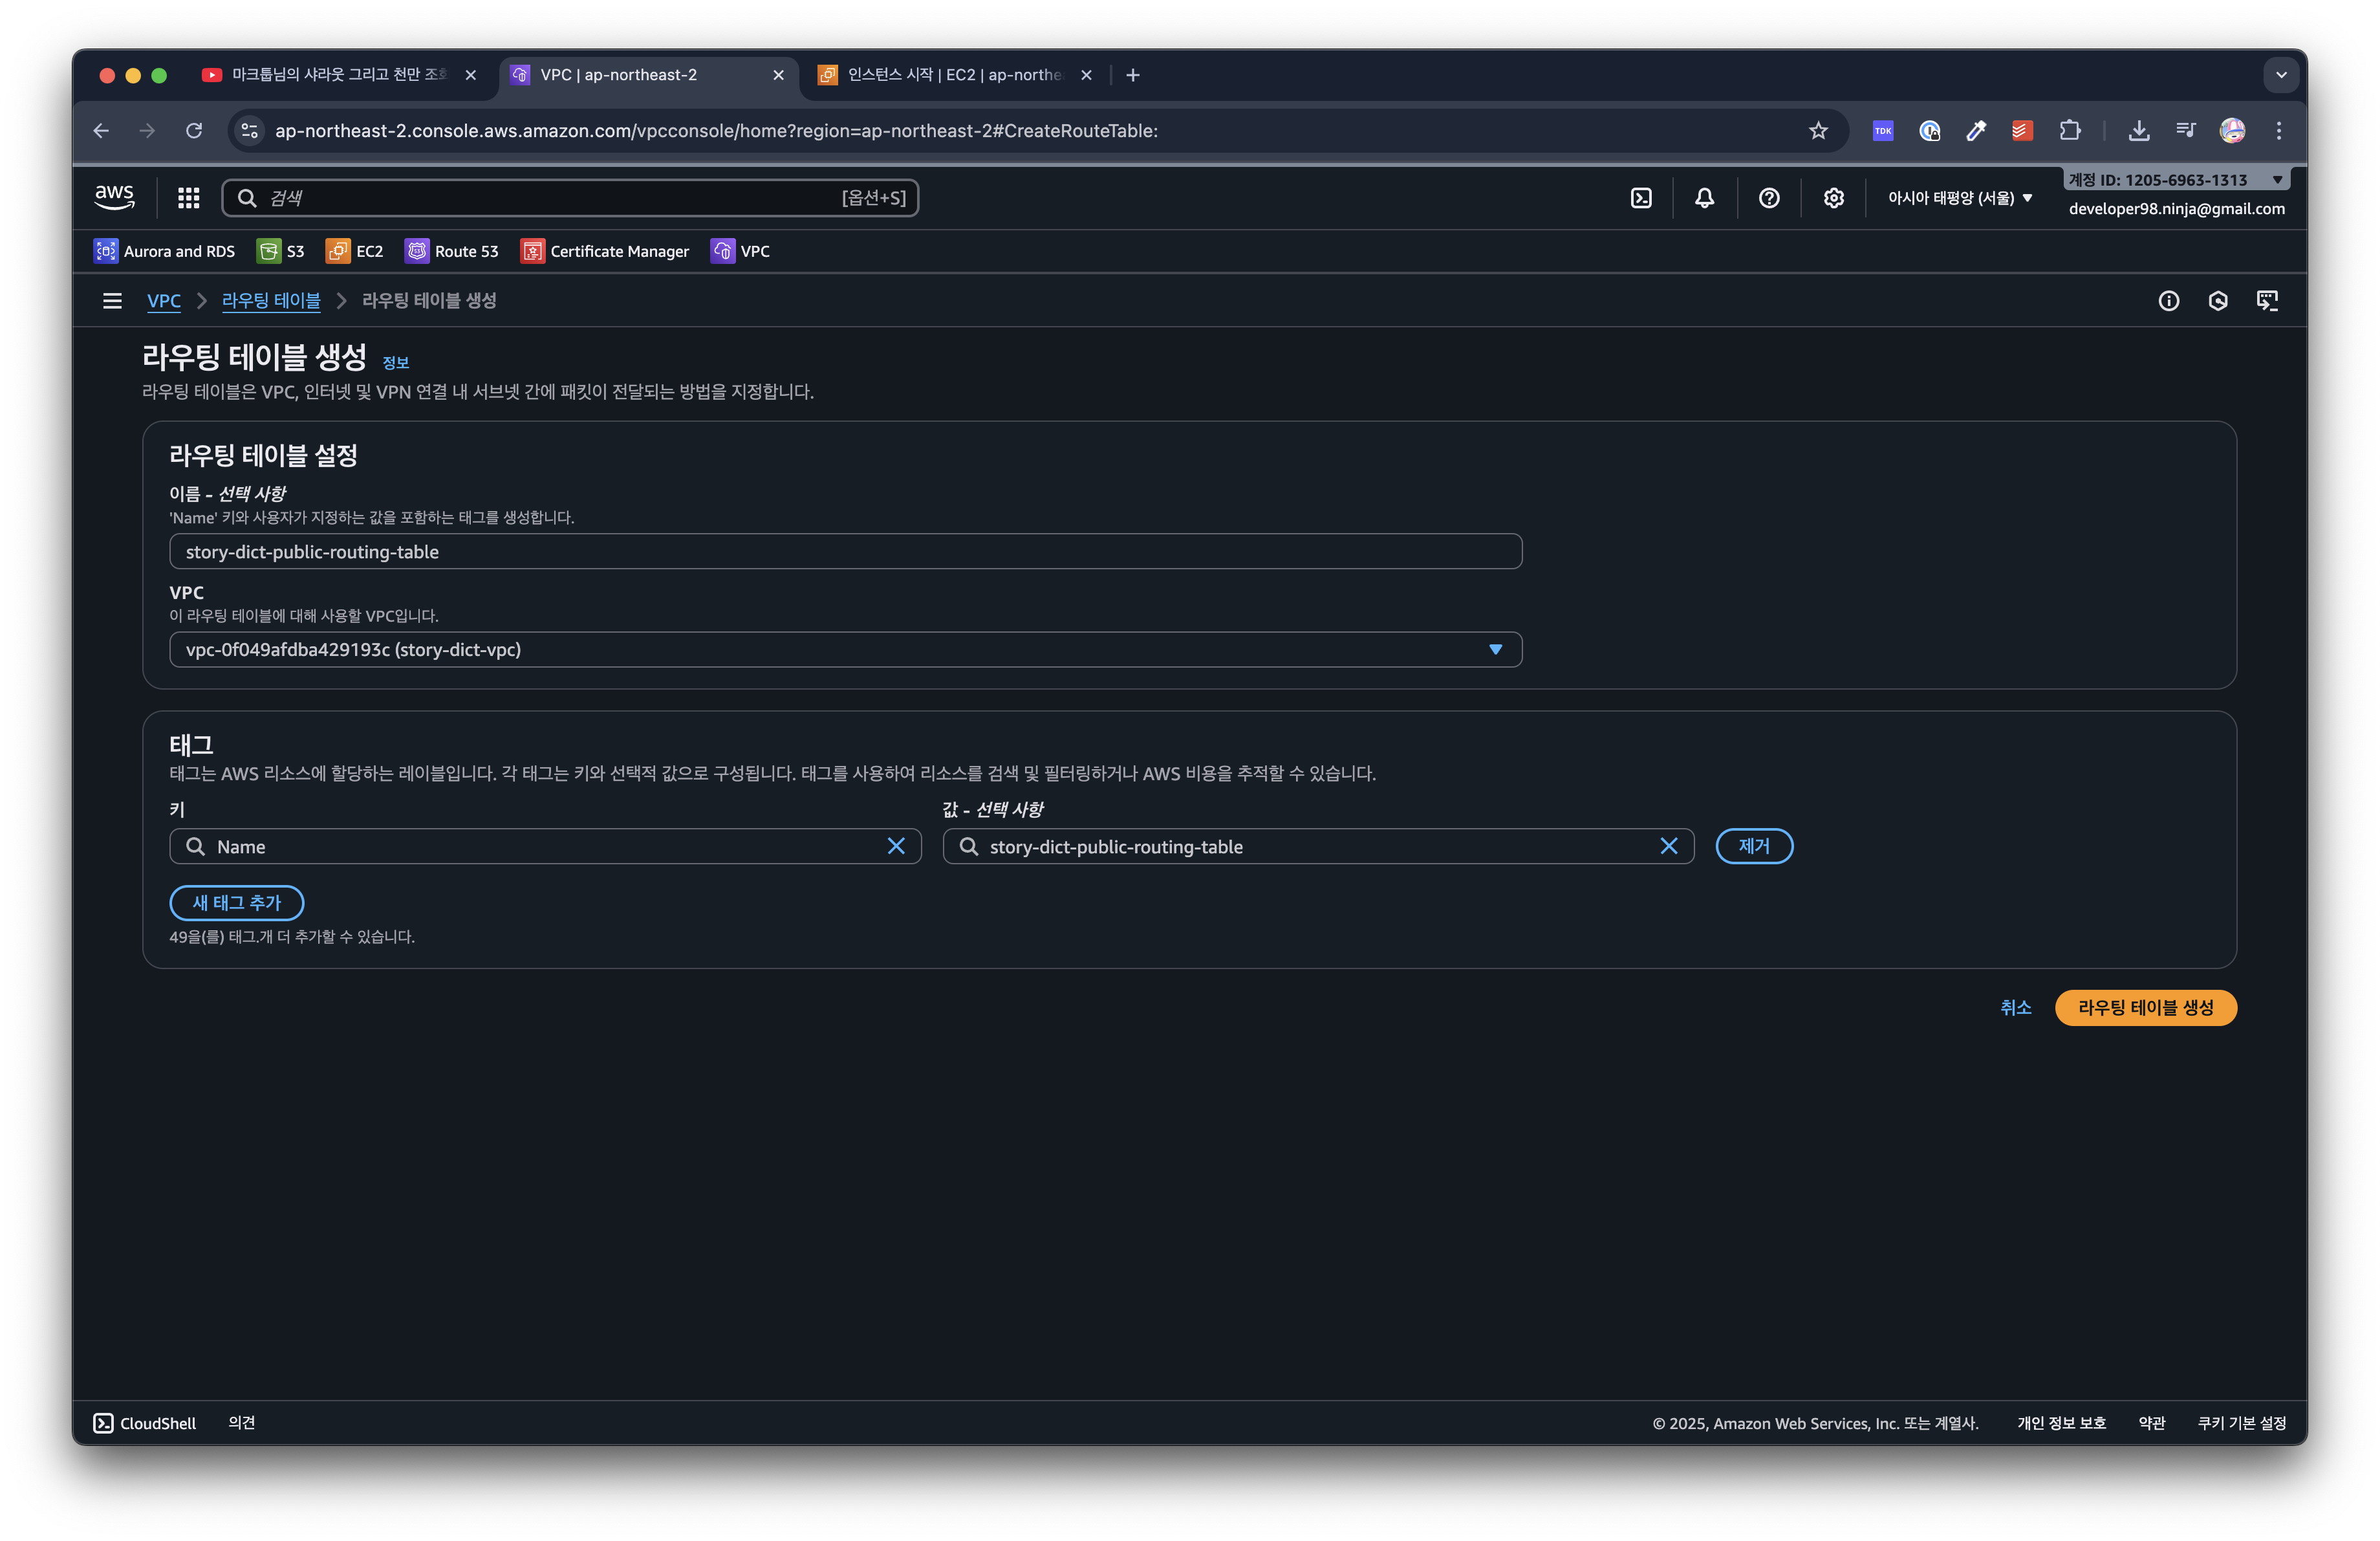 마크툽님의 샤라웃 그리고 천만 조회
VPC | ap-northeast-2
인스턴스 시작 | EC2 | ap-northe
ap-northeast-2.console.aws.amazon.com/vpcconsole/home?region=ap-northeast-2#CreateRouteTable:
TDK
aws
검색
[옵션+S]
아시아 태평양 (서울)
계정 ID: 1205-6963-1313
developer98.ninja@gmail.com
Aurora and RDS
S3
EC2
Route 53
Certificate Manager
VPC
VPC
라우팅 테이블
라우팅 테이블 생성
라우팅 테이블 생성 정보
라우팅 테이블은 VPC, 인터넷 및 VPN 연결 내 서브넷 간에 패킷이 전달되는 방법을 지정합니다.
라우팅 테이블 설정
이름 - 선택 사항
'Name' 키와 사용자가 지정하는 값을 포함하는 태그를 생성합니다.
story-dict-public-routing-table
VPC
이 라우팅 테이블에 대해 사용할 VPC입니다.
vpc-0f049afdba429193c (story-dict-vpc)
태그
태그는 AWS 리소스에 할당하는 레이블입니다. 각 태그는 키와 선택적 값으로 구성됩니다. 태그를 사용하여 리소스를 검색 및 필터링하거나 AWS 비용을 추적할 수 있습니다.
키
값 - 선택 사항
Name
story-dict-public-routing-table
제거
새 태그 추가
49을(를) 태그.개 더 추가할 수 있습니다.
취소
라우팅 테이블 생성
CloudShell
의견
© 2025, Amazon Web Services, Inc. 또는 계열사.
개인 정보 보호
약관
쿠키 기본 설정